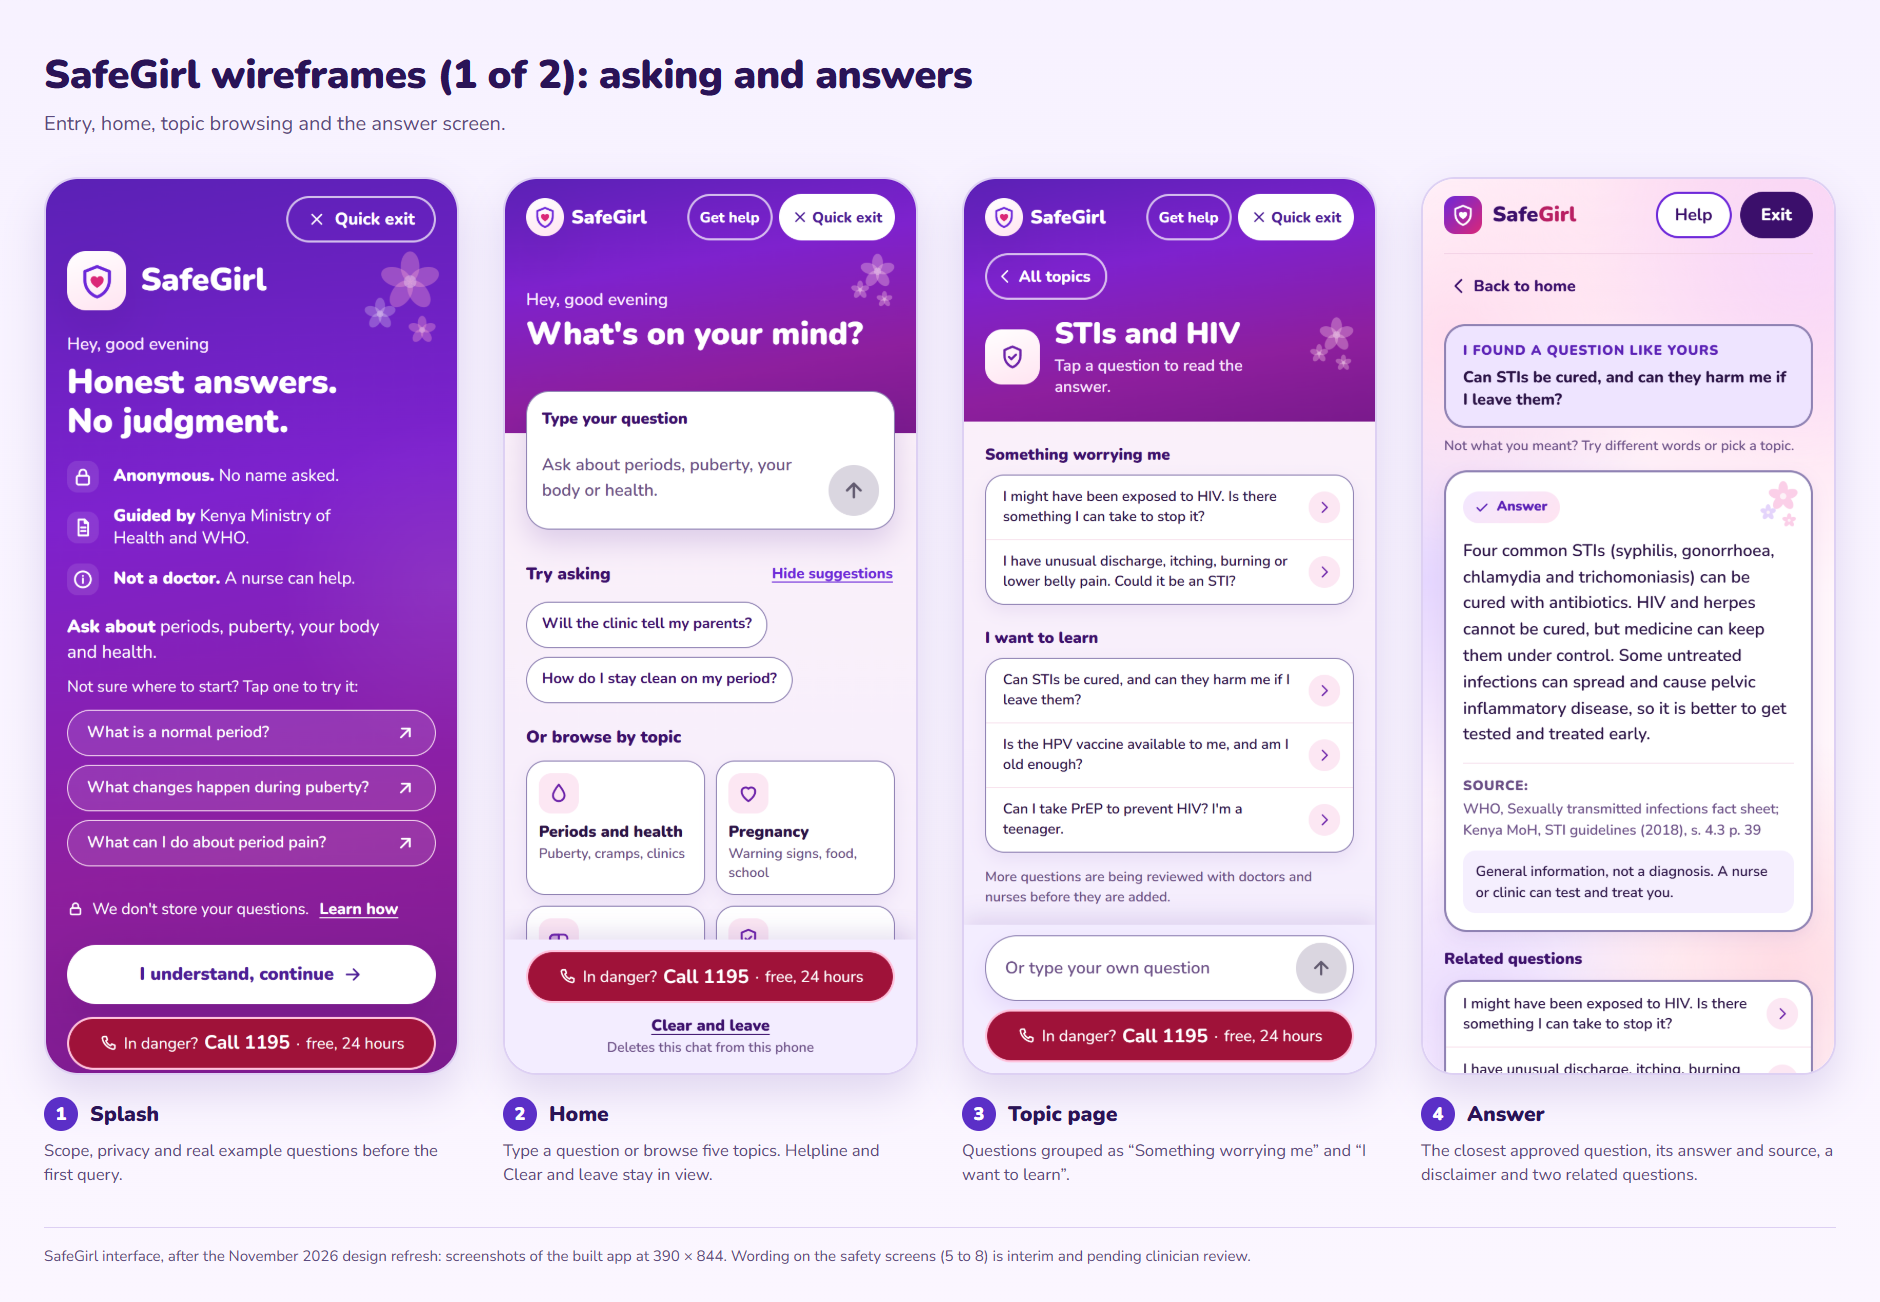 SafeGirl wireframes (1 of 2): asking and answers
Entry, home, topic browsing and the answer screen.
Quick exit
SafeGirl
Hey, good evening
Honest answers.
No judgment.
Anonymous. No name asked.
Guided by Kenya Ministry of
Health and WHO.
Not a doctor. A nurse can help.
Ask about periods, puberty, your body
and health.
Not sure where to start? Tap one to try it:
What is a normal period?
What changes happen during puberty?
What can I do about period pain?
We don't store your questions. Learn how
I understand, continue →
In danger? Call 1195 · free, 24 hours
1 Splash
Scope, privacy and real example questions before the
first query.
SafeGirl
Get help
Quick exit
Hey, good evening
What's on your mind?
Type your question
Ask about periods, puberty, your
body or health.
Try asking
Hide suggestions
Will the clinic tell my parents?
How do I stay clean on my period?
Or browse by topic
Periods and health
Puberty, cramps, clinics
Pregnancy
Warning signs, food,
school
In danger? Call 1195 · free, 24 hours
Clear and leave
Deletes this chat from this phone
2 Home
Type a question or browse five topics. Helpline and
Clear and leave stay in view.
SafeGirl
Get help
Quick exit
All topics
STIs and HIV
Tap a question to read the
answer.
Something worrying me
I might have been exposed to HIV. Is there
something I can take to stop it?
I have unusual discharge, itching, burning or
lower belly pain. Could it be an STI?
I want to learn
Can STIs be cured, and can they harm me if I
leave them?
Is the HPV vaccine available to me, and am I
old enough?
Can I take PrEP to prevent HIV? I'm a
teenager.
More questions are being reviewed with doctors and
nurses before they are added.
Or type your own question
In danger? Call 1195 · free, 24 hours
3 Topic page
Questions grouped as “Something worrying me” and “I
want to learn”.
SafeGirl
Help
Exit
Back to home
I FOUND A QUESTION LIKE YOURS
Can STIs be cured, and can they harm me if
I leave them?
Not what you meant? Try different words or pick a topic.
Answer
Four common STIs (syphilis, gonorrhoea,
chlamydia and trichomoniasis) can be
cured with antibiotics. HIV and herpes
cannot be cured, but medicine can keep
them under control. Some untreated
infections can spread and cause pelvic
inflammatory disease, so it is better to get
tested and treated early.
SOURCE:
WHO, Sexually transmitted infections fact sheet;
Kenya MoH, STI guidelines (2018), s. 4.3 p. 39
General information, not a diagnosis. A nurse
or clinic can test and treat you.
Related questions
I might have been exposed to HIV. Is there
something I can take to stop it?
I have unusual discharge, itching, burning
4 Answer
The closest approved question, its answer and source, a
disclaimer and two related questions.
SafeGirl interface, after the November 2026 design refresh: screenshots of the built app at 390 × 844. Wording on the safety screens (5 to 8) is interim and pending clinician review.